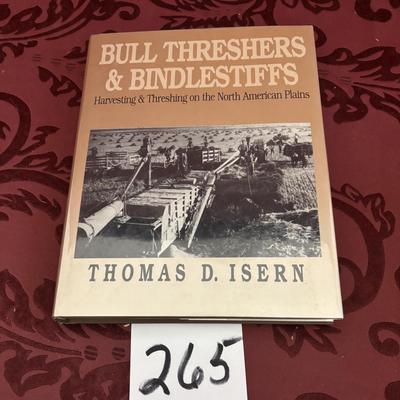 BULL THRESHERS
& BINDLESTIFFS
Harvesting & Threshing on the North American Plains
THOMAS D. ISERN
265